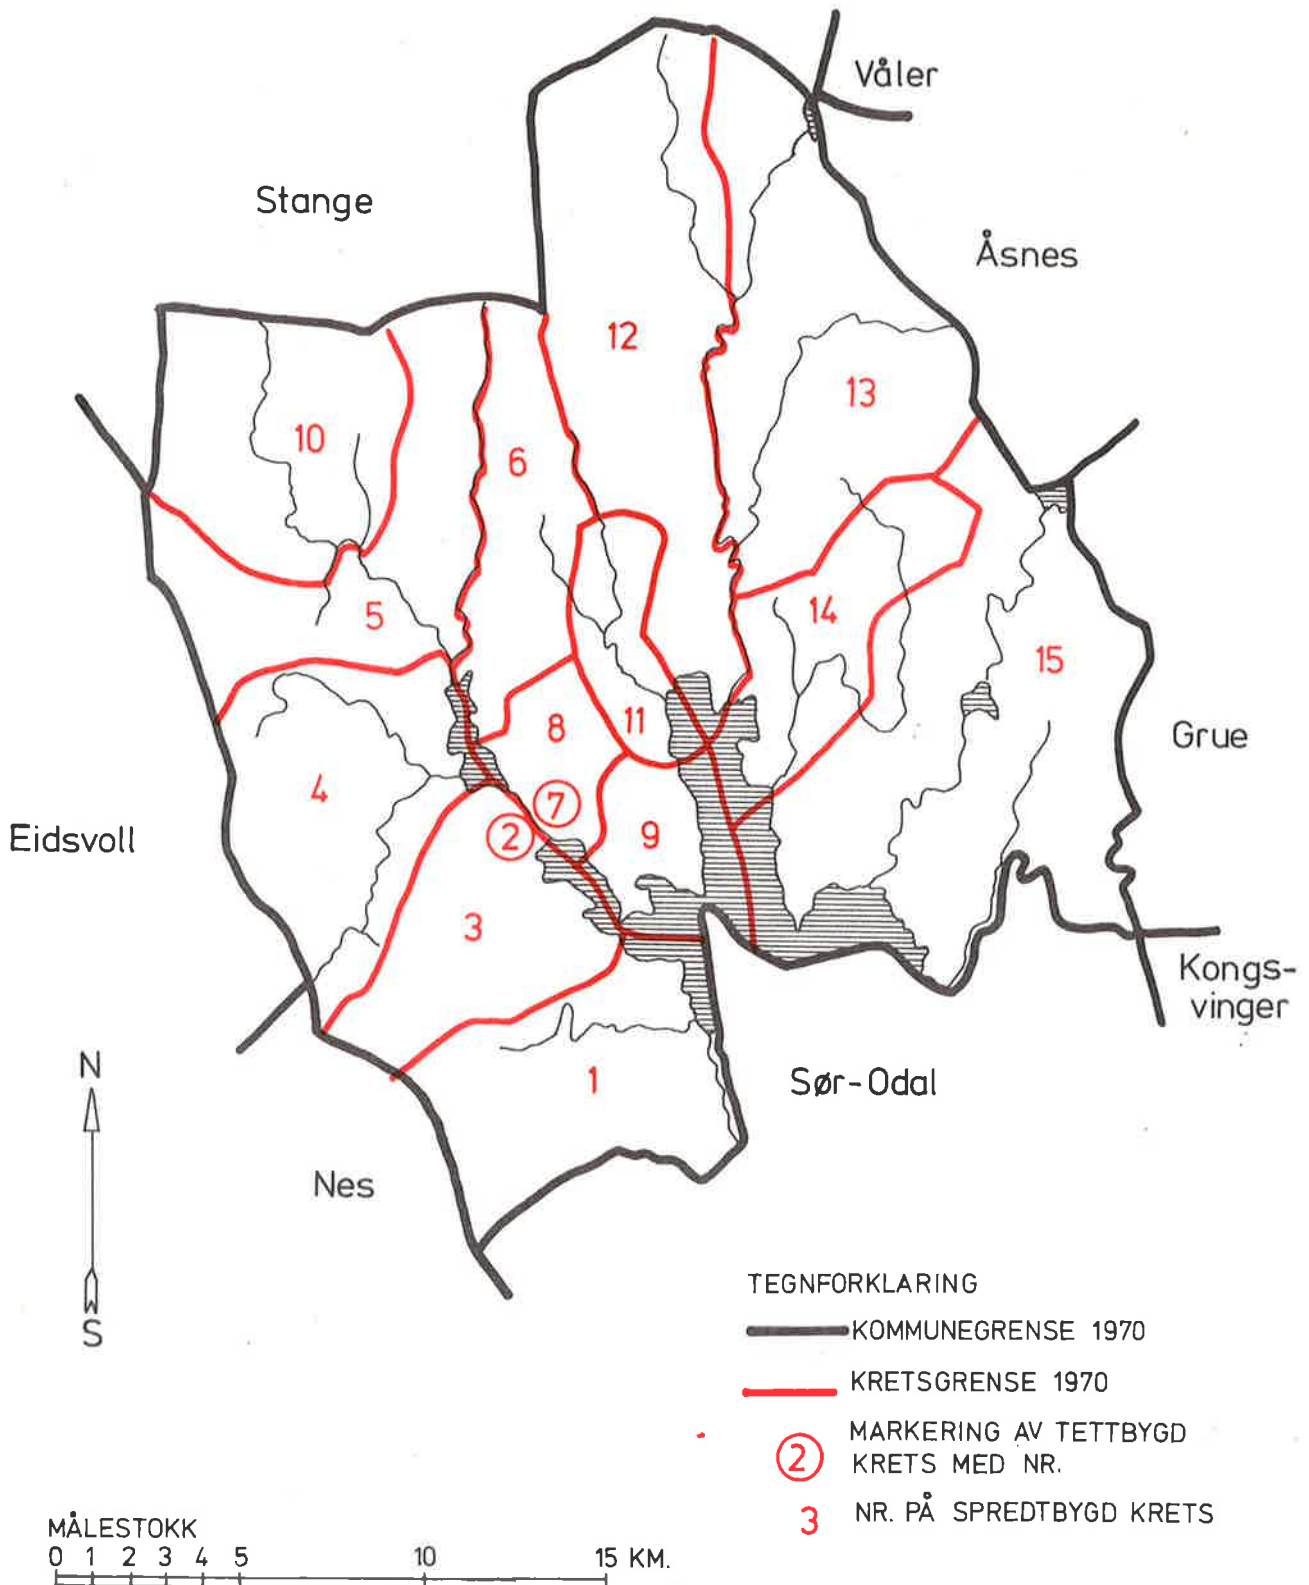 Våler
Stange
Åsnes
12
13
10
6
5
14
15
11
8
Grue
4
7
2
9
Eidsvoll
3
Kongs-
vinger
N
1
Sør-Odal
Nes
S
TEGNFORKLARING
KOMMUNEGRENSE 1970
KRETSGRENSE 1970
2 MARKERING AV TETTBYGD
KRETS MED NR.
3 NR. PÅ SPREDTBYGD KRETS
MÅLESTOKK
0 1 2 3 4 5 10 15 KM.